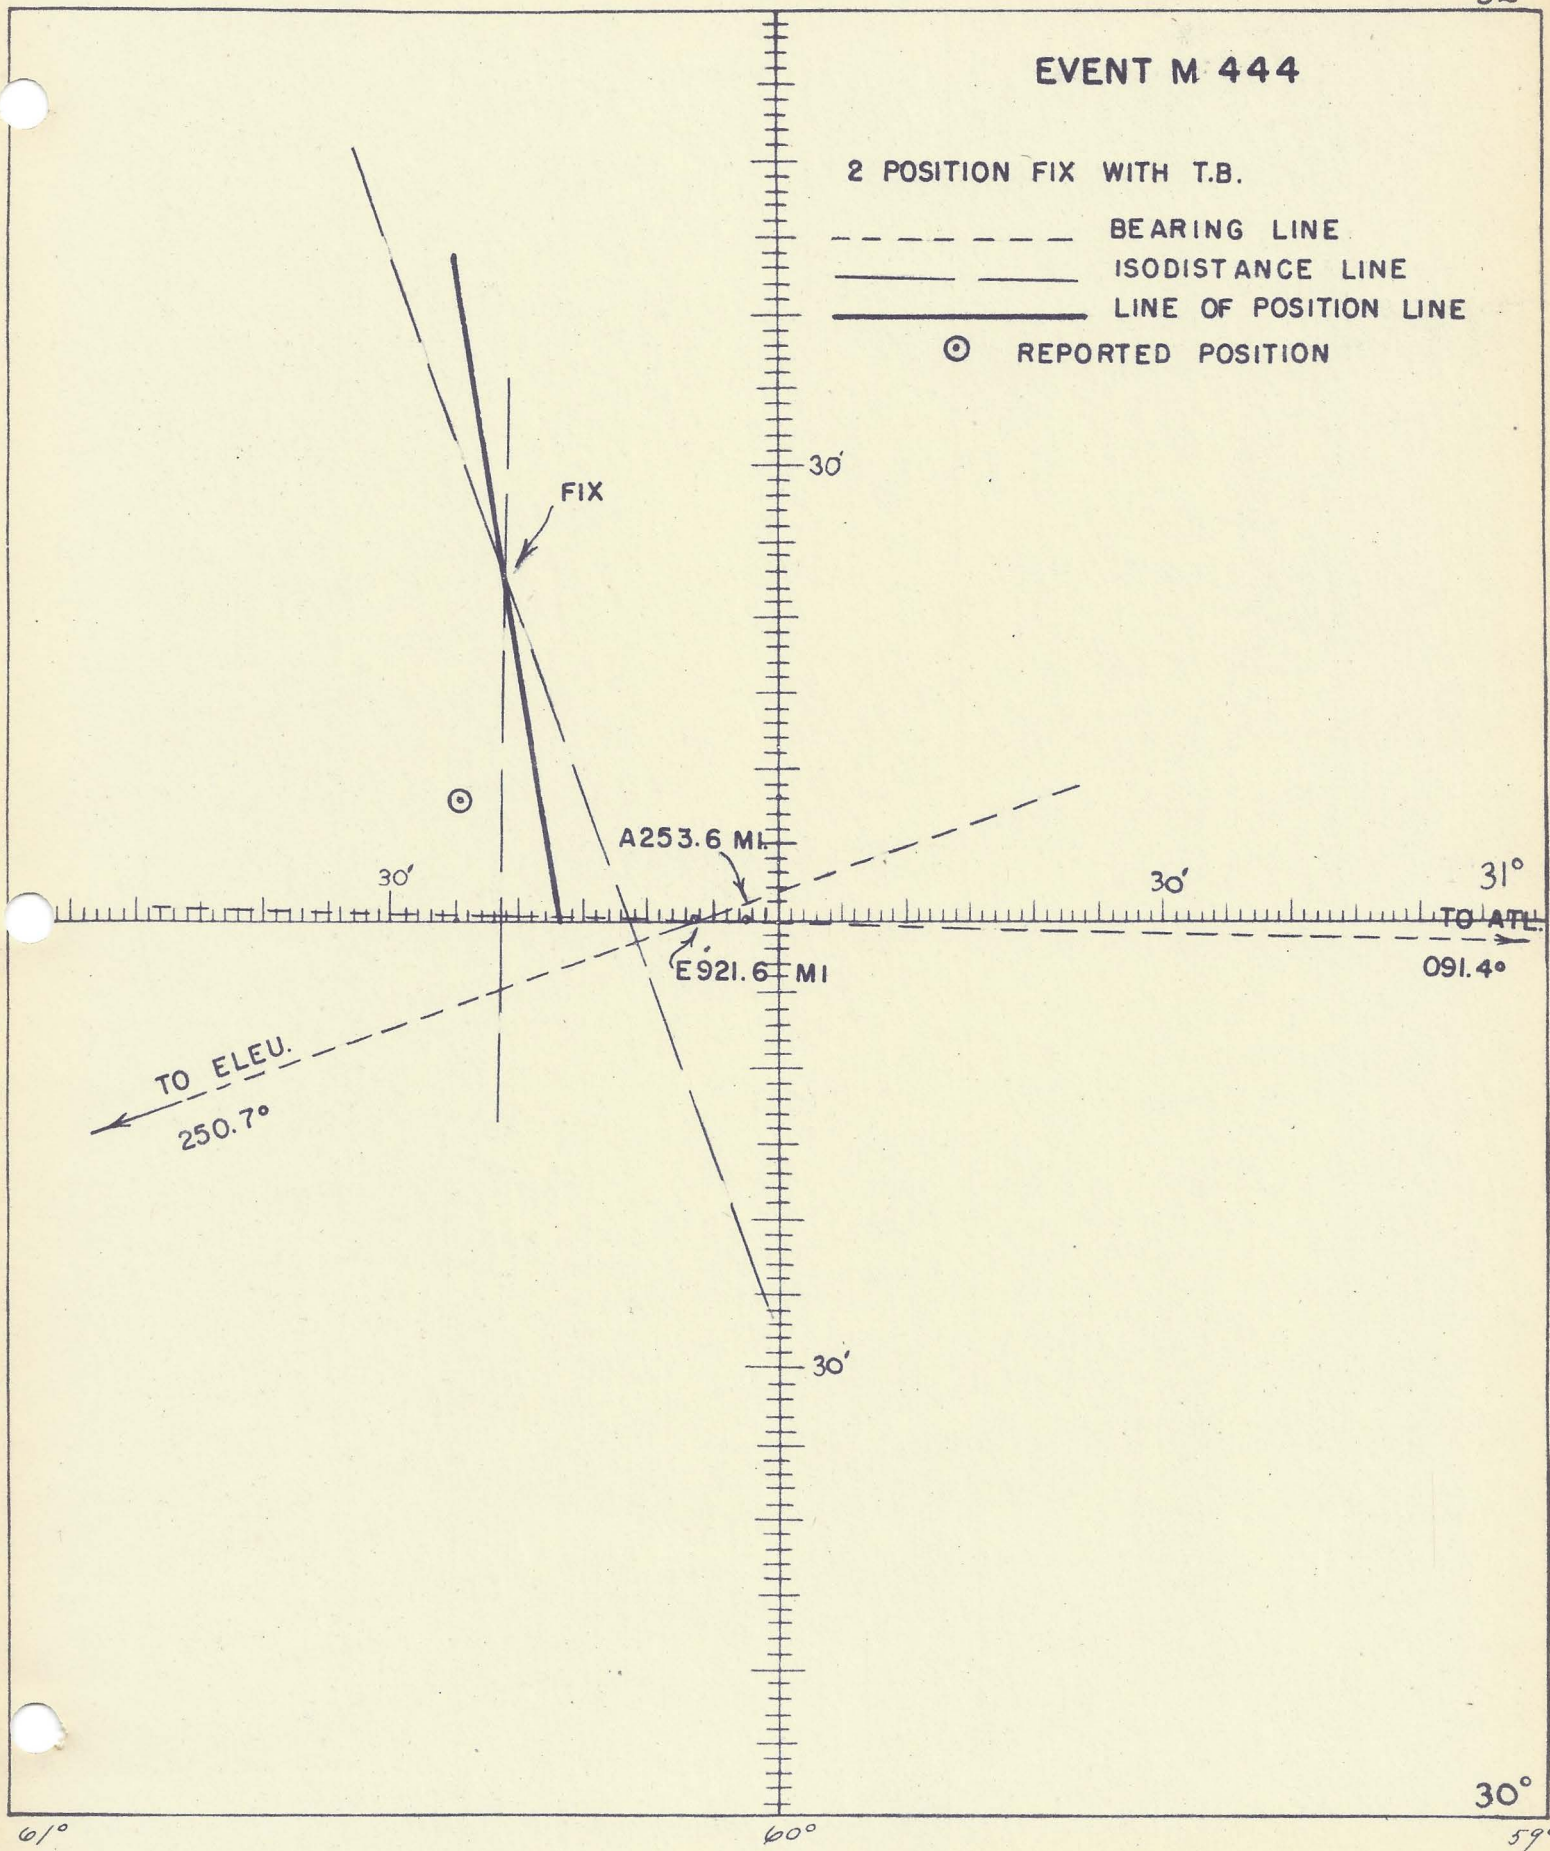 EVENT M 444
2 POSITION FIX WITH T.B.
BEARING LINE
ISODISTANCE LINE
LINE OF POSITION LINE
REPORTED POSITION
30'
FIX
A253.6 MI.
30'
30'
31°
TO ATL.
E921.6 MI
091.4°
TO ELEU.
250.7°
30'
30°
61°
60°
59°